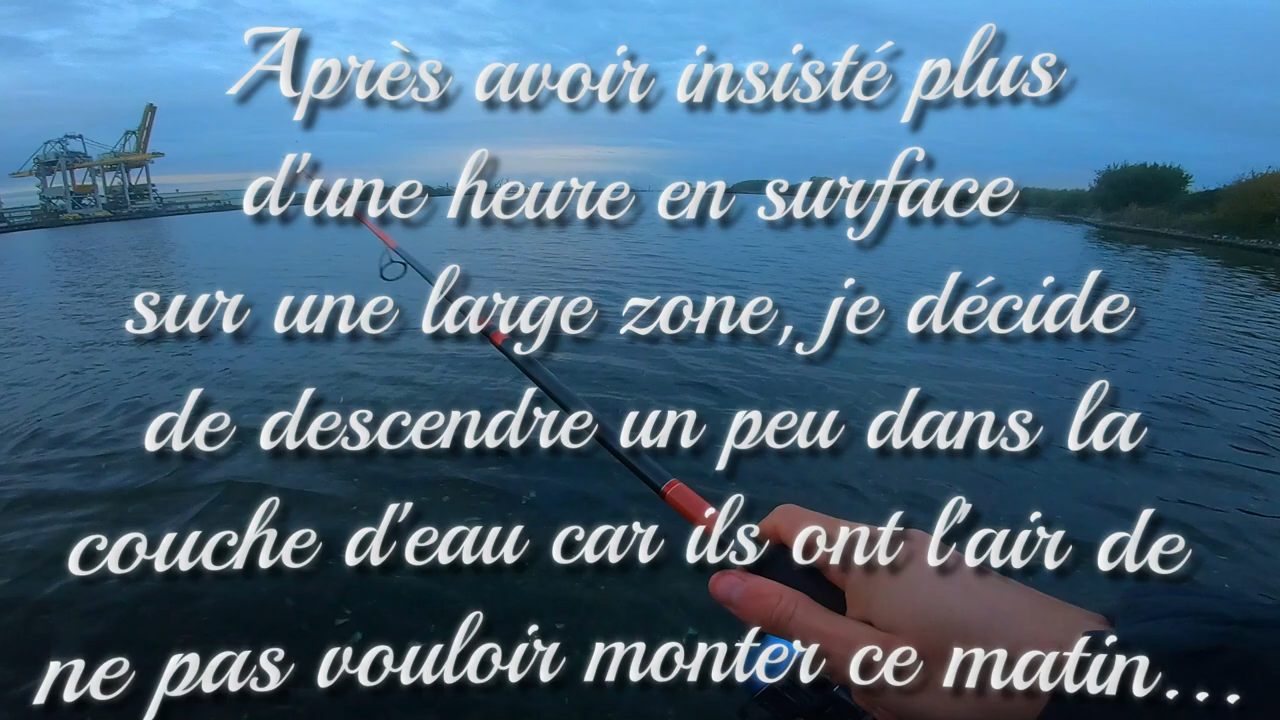 Après avoir insisté plus
d'une heure en surface
sur une large zone, je décide
de descendre un peu dans la
couche d'eau car ils ont l'air de
ne pas vouloir monter ce matin...